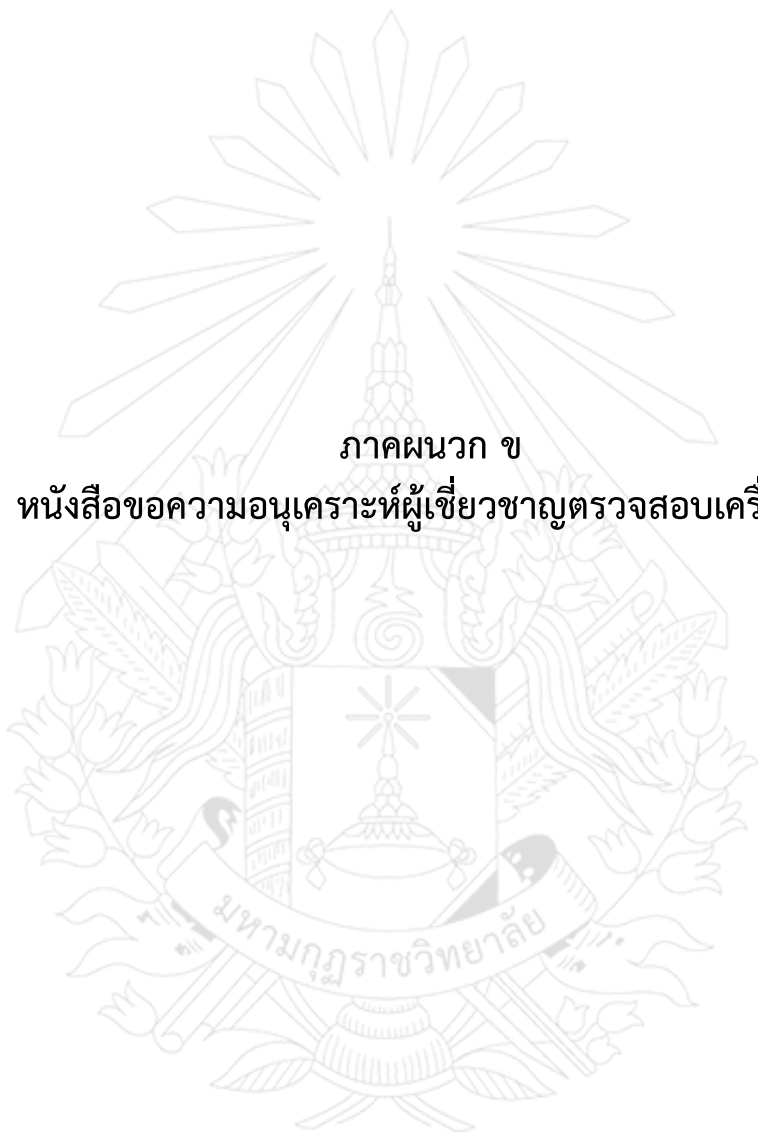 ภาคผนวก ข
หนังสือขอความอนุเคราะห์ผู้เชี่ยวชาญตรวจสอบ
มหามกุฏราชวิทยาลัย